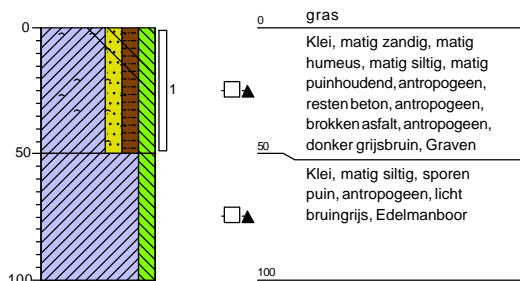 0
gras
0
Klei, matig zandig, matig
humeus, matig siltig, matig
puinhoudend, antropogeen,
resten beton, antropogeen,
brokken asfalt, antropogeen,
donker grijsbruin, Graven
1
50
50
Klei, matig siltig, sporen
puin, antropogeen, licht
bruingrijs, Edelmanboor
100
100